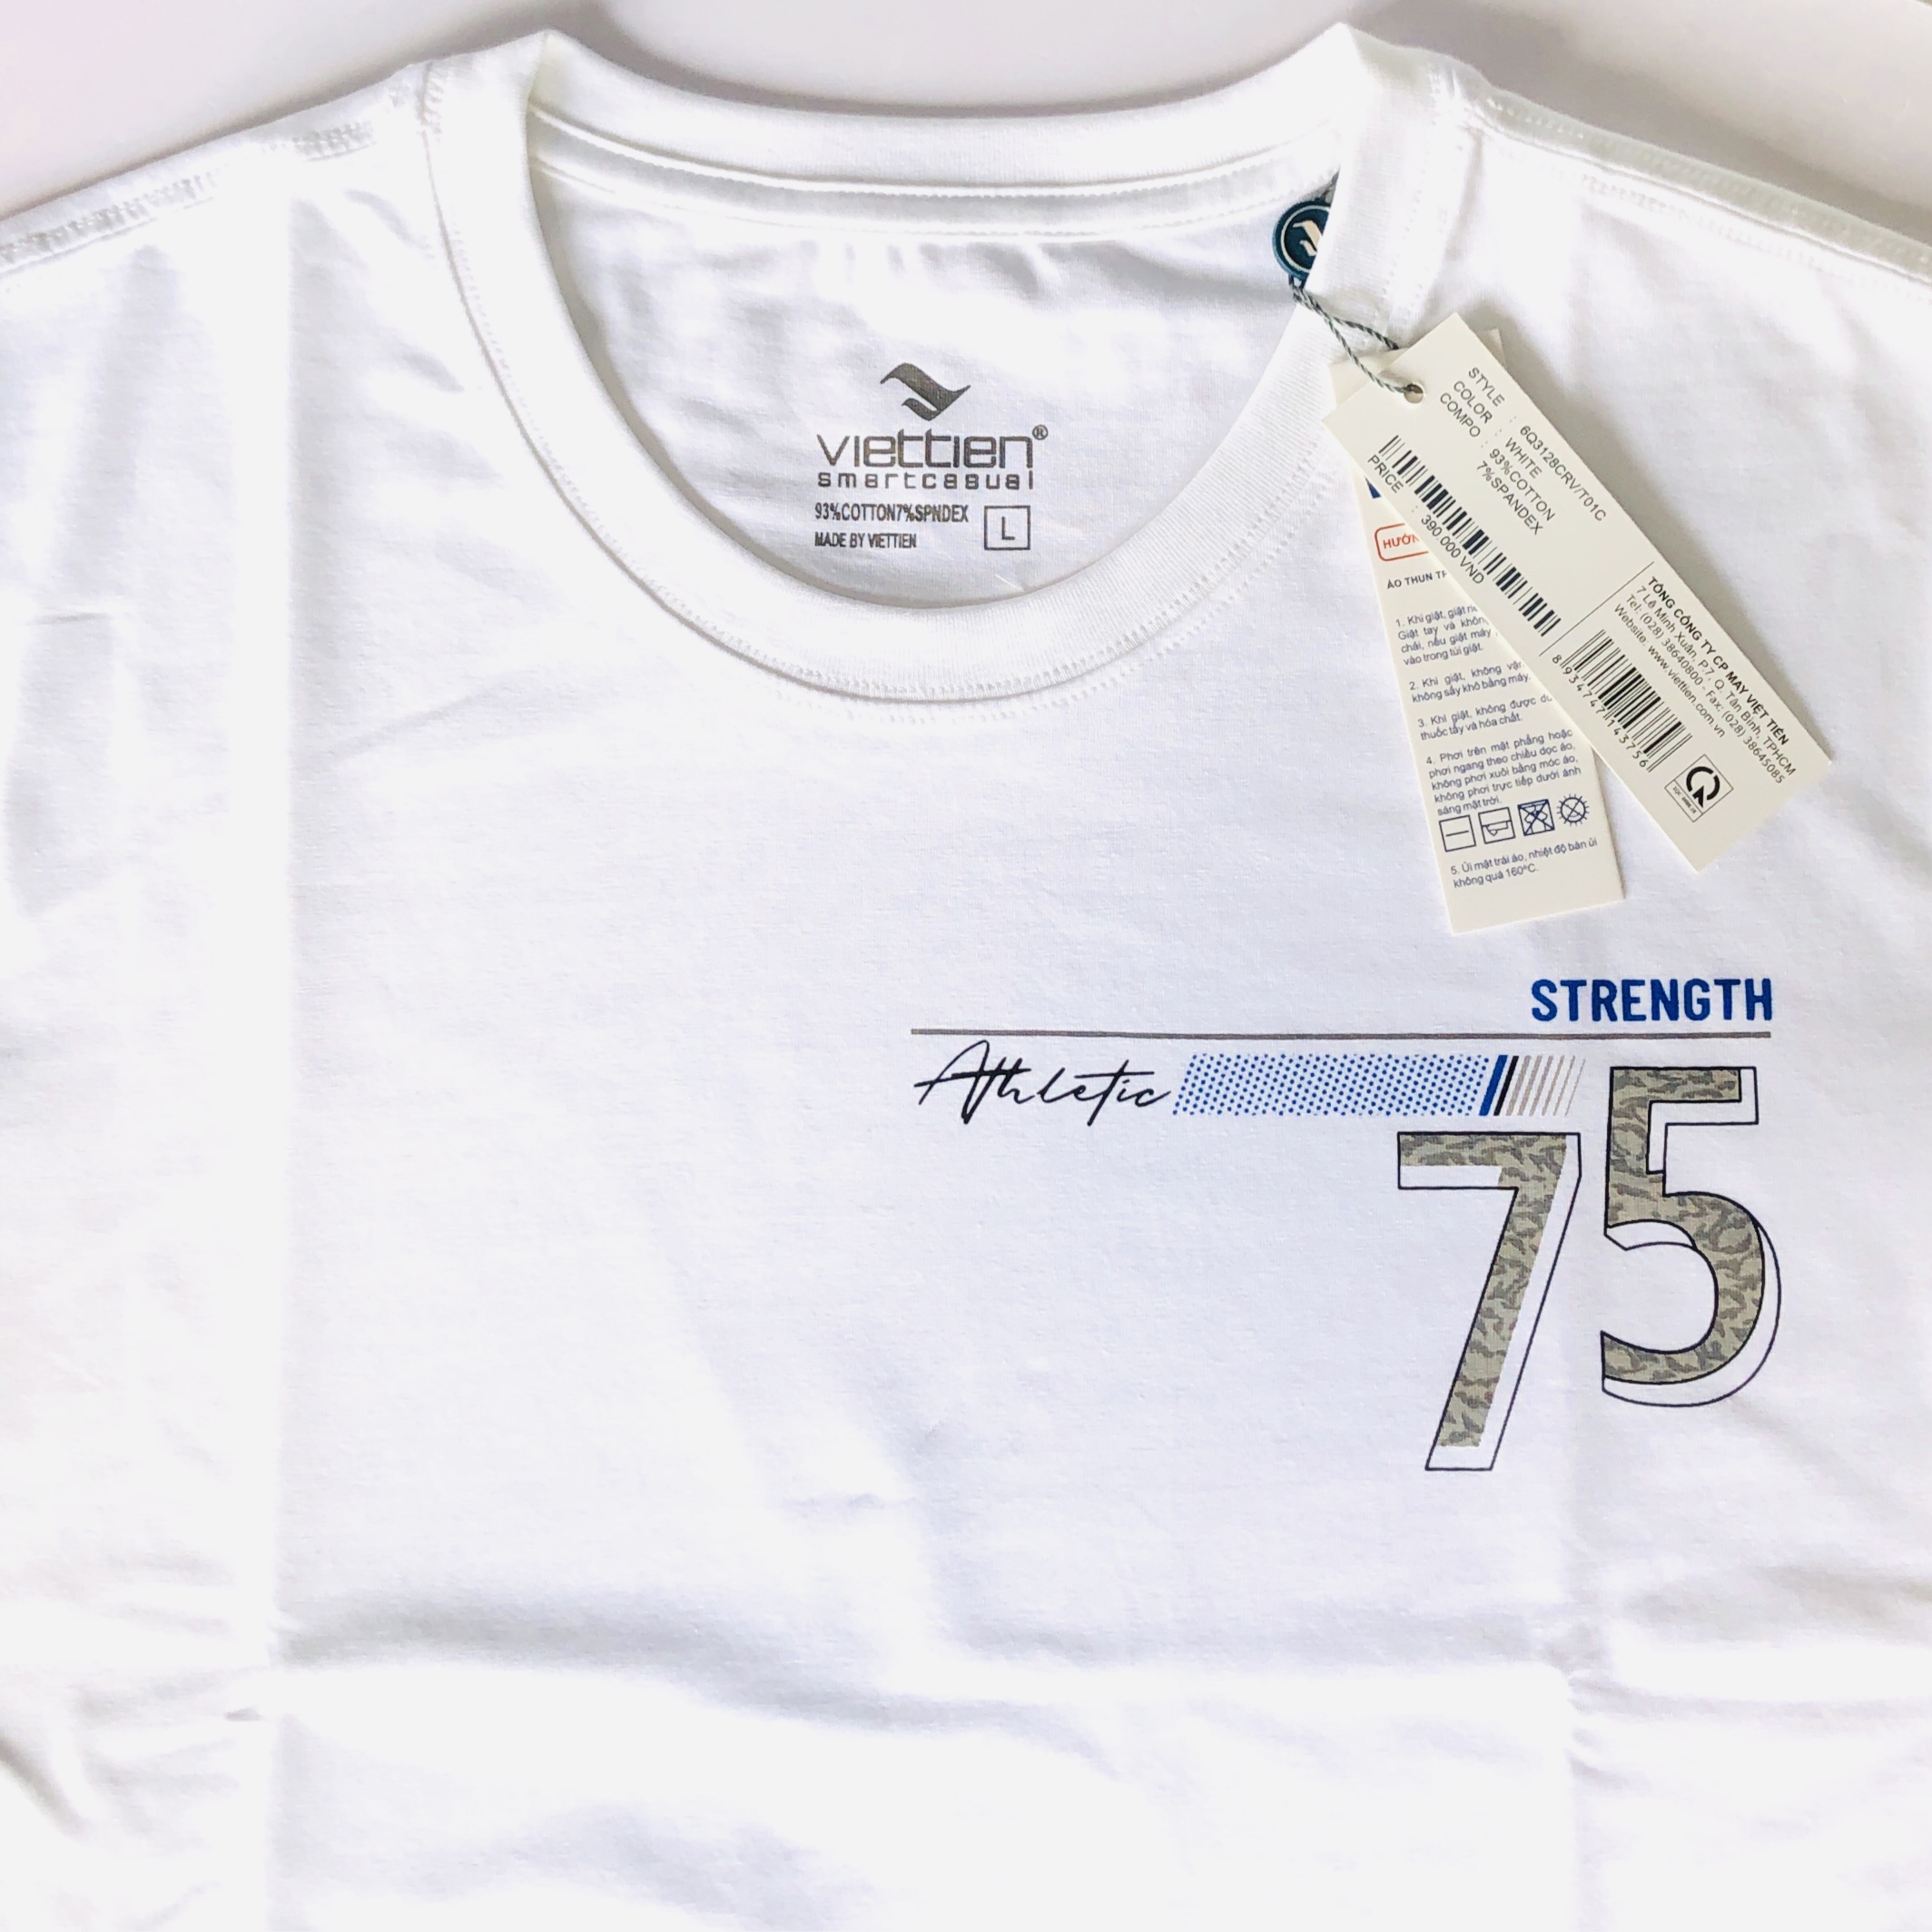 viettien®
smartcasual
93%COTTON7%SPNDEX
L
MADE BY VIETTIEN
STYLE : 6Q3128CRV/T01C
COLOR : WHITE
COMPO : 93%COTTON
7%SPANDEX
PRICE : 390.000 VND
TỔNG CÔNG TY CP MAY VIỆT TIẾN
7 Lê Minh Xuân, P.7, Q. Tân Bình, TPHCM
Tel: (028) 38640800 - Fax: (028) 38645085
Website : www.viettien.com.vn
8 934747 143756
ÁO THUN
1. Khi giặt, giặt
Giặt tay và
chải, nếu giặt máy
vào trong túi giặt.
2. Khi giặt, không
không sấy khô bằng máy.
3. Khi giặt, không được
thuốc tẩy và hóa chất.
4. Phơi trên mặt phẳng hoặc
phơi ngang theo chiều dọc áo,
không phơi xuôi bằng móc áo,
không phơi trực tiếp dưới ánh
sáng mặt trời.
5. Ủi mặt trái áo, nhiệt độ bàn ủi
không quá 160°C.
STRENGTH
Athletic
75